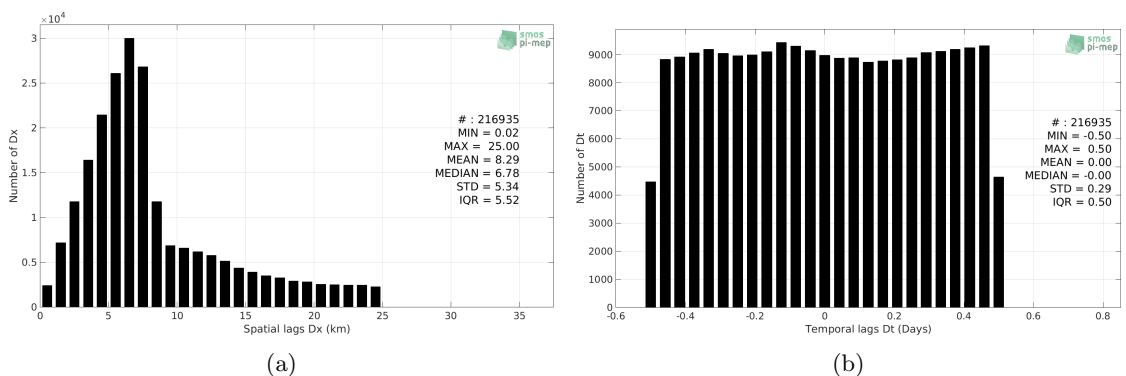 ×10⁴
3
2.5
2
1.5
1
0.5
0
Number of Dx
0 5 10 15 20 25 30 35
Spatial lags Dx (km)
smos
pi-mep
# : 216935
MIN = 0.02
MAX = 25.00
MEAN = 8.29
MEDIAN = 6.78
STD = 5.34
IQR = 5.52
(a)
9000
8000
7000
6000
5000
4000
3000
2000
1000
0
Number of Dt
-0.6 -0.4 -0.2 0 0.2 0.4 0.6 0.8
Temporal lags Dt (Days)
smos
pi-mep
# : 216935
MIN = -0.50
MAX = 0.50
MEAN = 0.00
MEDIAN = -0.00
STD = 0.29
IQR = 0.50
(b)